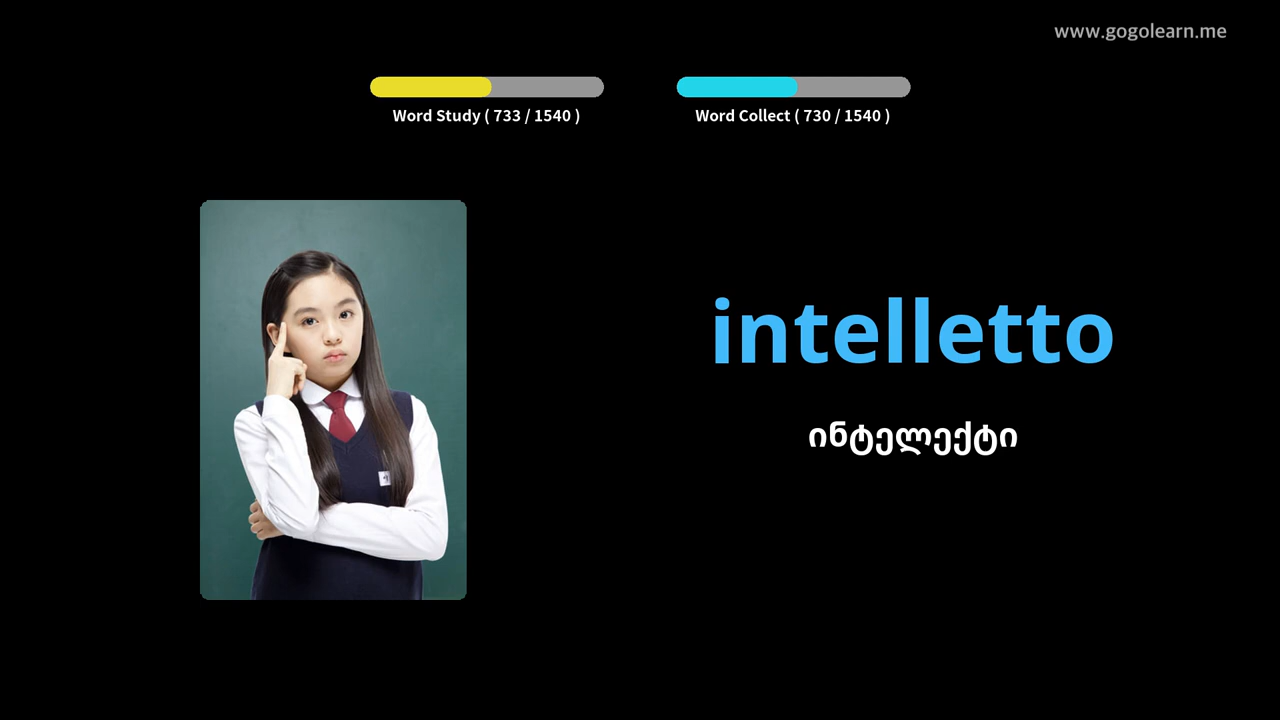 www.gogolearn.me
Word Study ( 733 / 1540 )
Word Collect ( 730 / 1540 )
intelletto
ინტელექტი